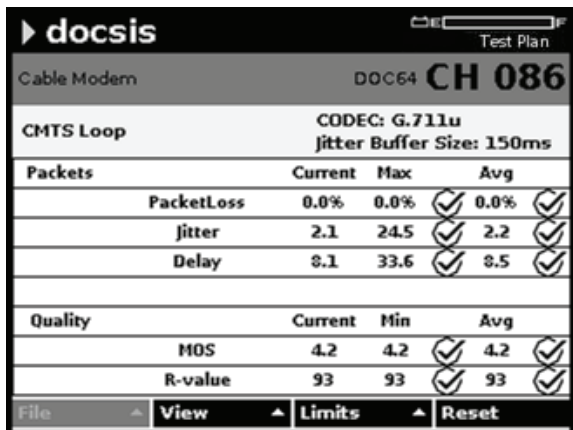 docsis
E F
Test Plan
Cable Modem DOC64 CH 086
CMTS Loop CODEC: G.711u
Jitter Buffer Size: 150ms
Packets Current Max Avg
PacketLoss 0.0% 0.0% 0.0%
Jitter 2.1 24.5 2.2
Delay 8.1 33.6 8.5
Quality Current Min Avg
MOS 4.2 4.2 4.2
R-value 93 93 93
File View Limits Reset